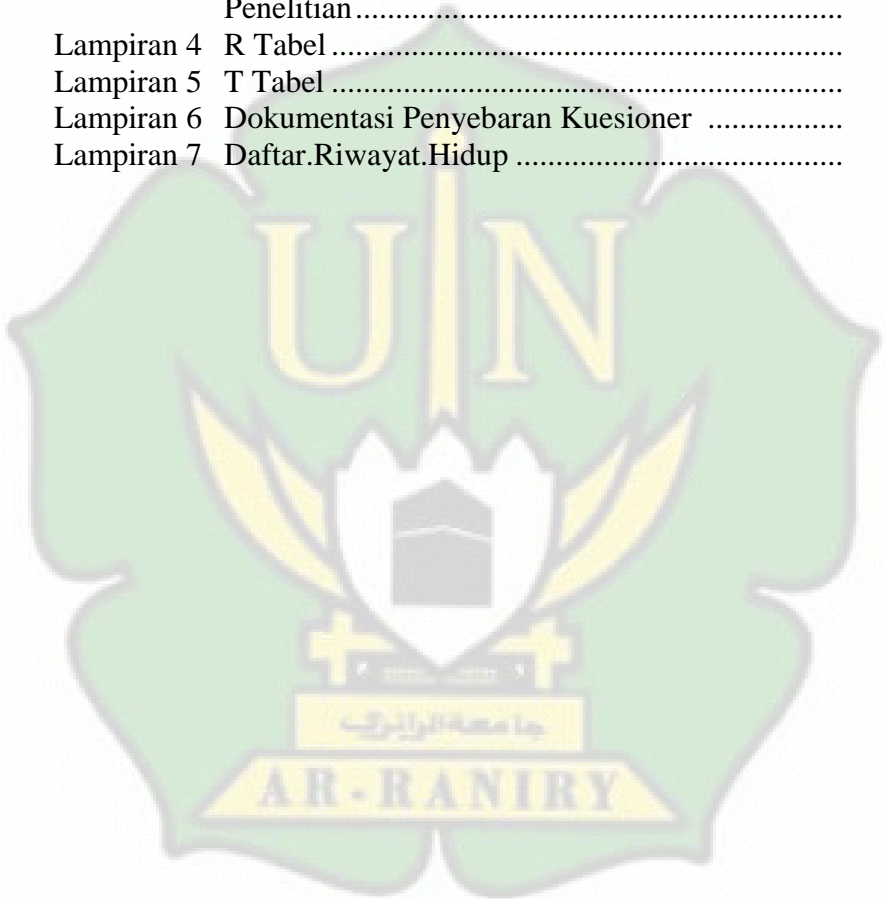 Penelitian ........................................................................
Lampiran 4 R Tabel ...........................................................................
Lampiran 5 T Tabel ...........................................................................
Lampiran 6 Dokumentasi Penyebaran Kuesioner ................
Lampiran 7 Daftar.Riwayat.Hidup ................................................
UIN
جامعة الرانري
AR-RANIRY